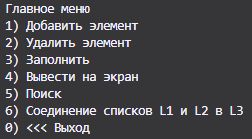 Главное меню
1) Добавить элемент
2) Удалить элемент
3) Заполнить
4) Вывести на экран
5) Поиск
6) Соединение списков L1 и L2 в L3
0) <<< Выход